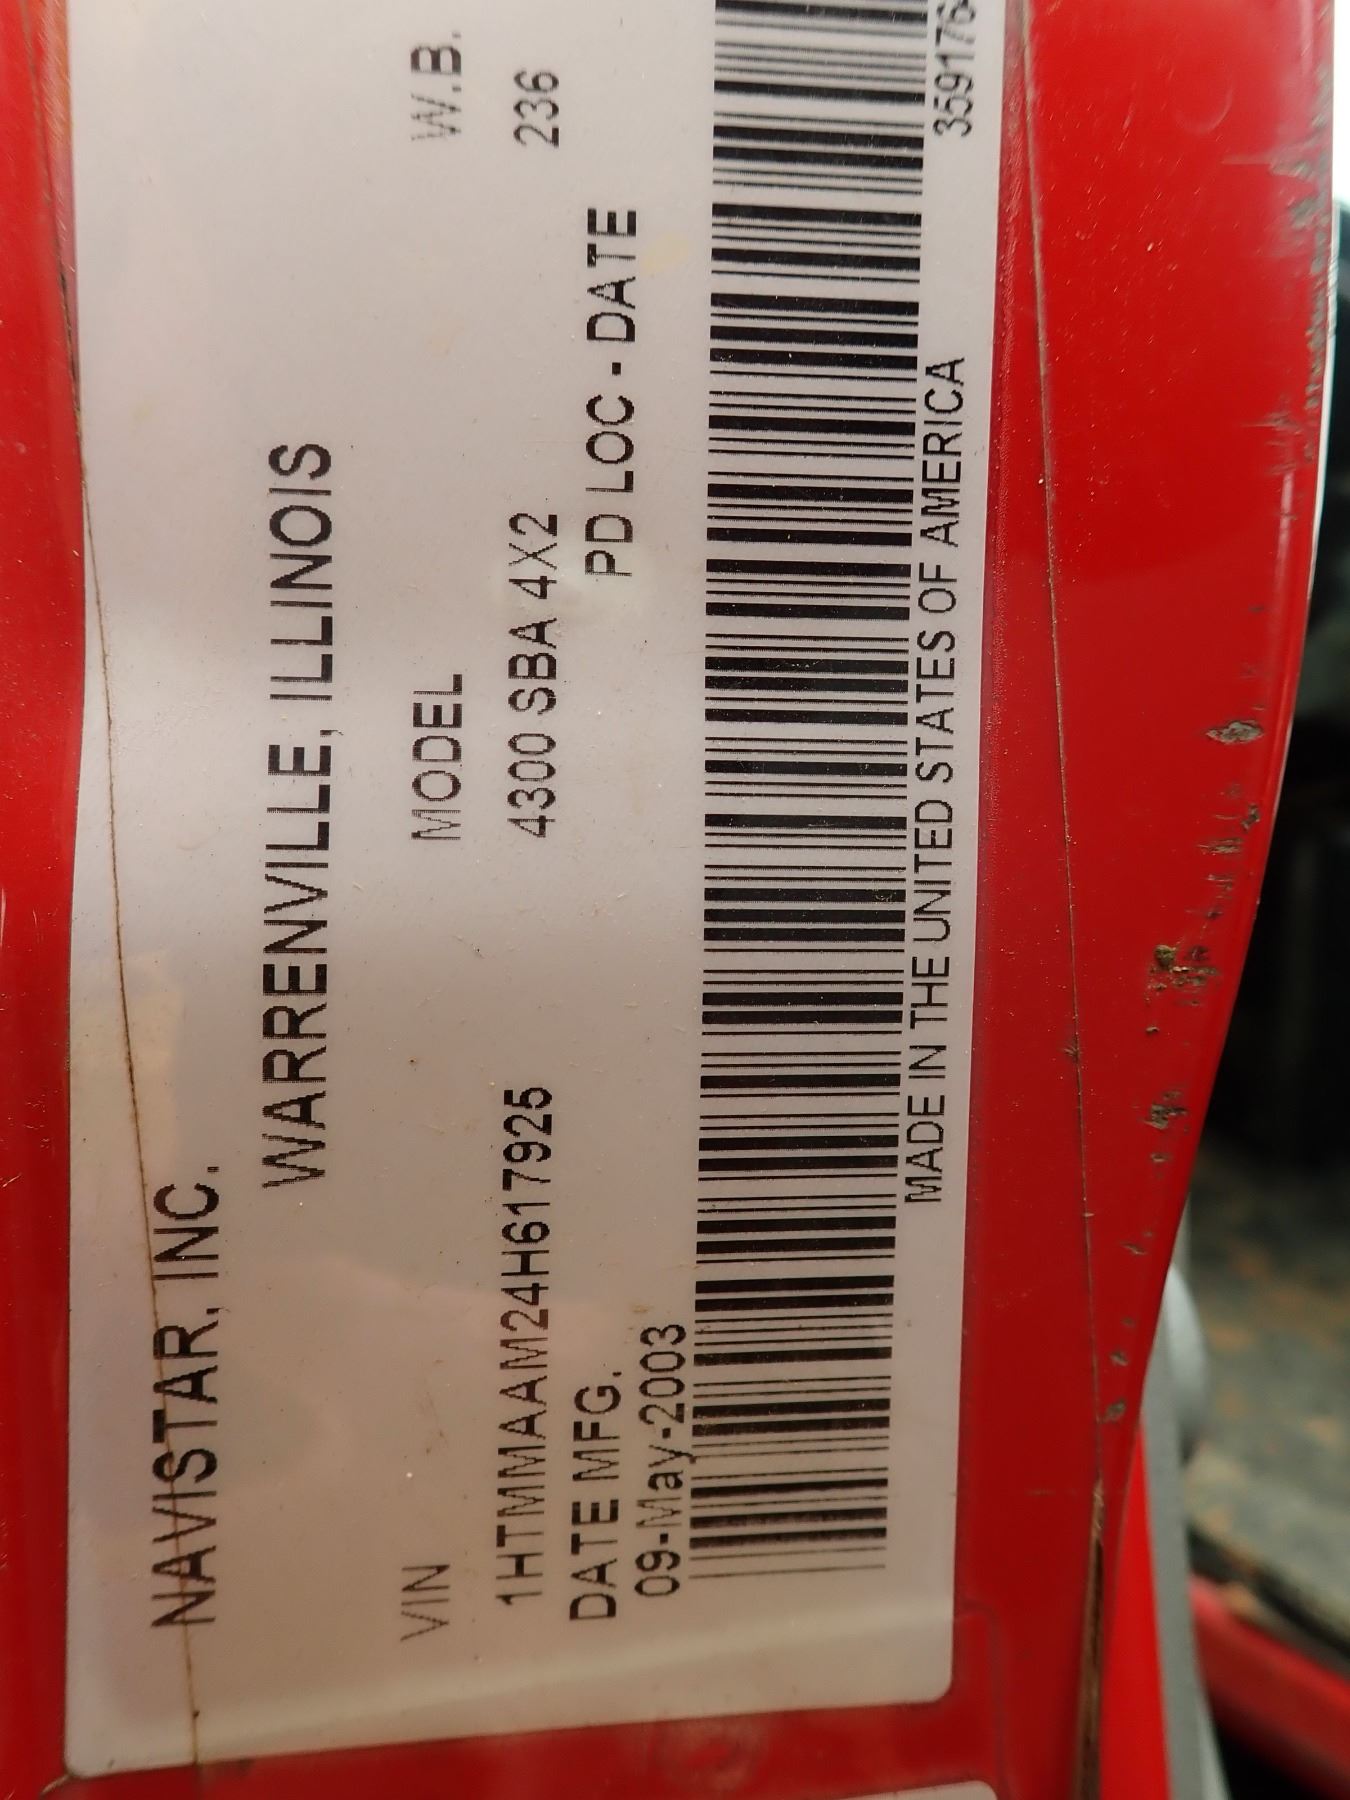 NAVISTAR, INC.
WARRENVILLE, ILLINOIS
VIN MODEL W.B.
1HTMMAAM24H617925 4300 SBA 4X2 236
DATE MFG. PD LOC - DATE
09-May-2003
MADE IN THE UNITED STATES OF AMERICA 359176